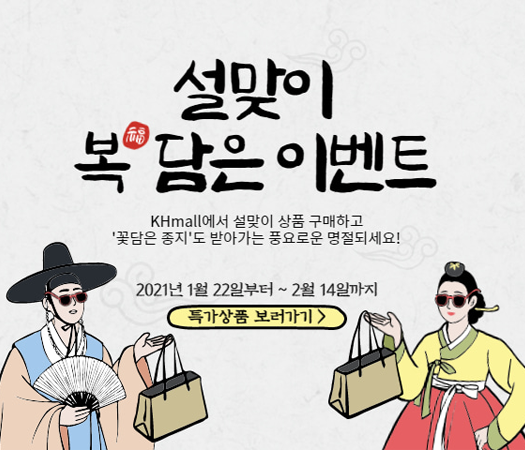 설맞이
복 福 담은 이벤트
KHmall에서 설맞이 상품 구매하고
'꽃담은 종지'도 받아가는 풍요로운 명절되세요!
2021년 1월 22일부터 ~ 2월 14일까지
특가상품 보러가기 >